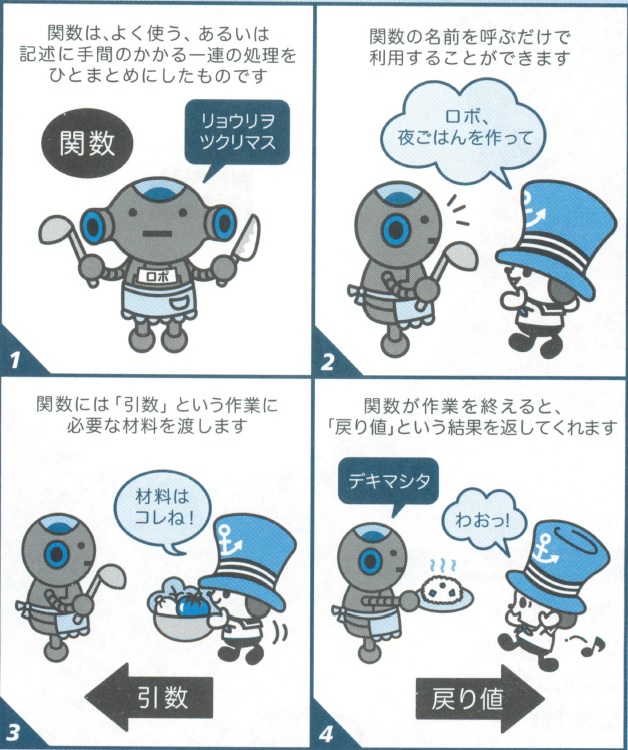 関数は、よく使う、あるいは
記述に手間のかかる一連の処理を
ひとまとめにしたものです
関数
リョウリヲ
ツクリマス
ロボ
1
関数の名前を呼ぶだけで
利用することができます
ロボ、
夜ごはんを作って
2
関数には「引数」という作業に
必要な材料を渡します
材料は
コレね!
引数
3
関数が作業を終えると、
「戻り値」という結果を返してくれます
デキマシタ
わおっ!
戻り値
4